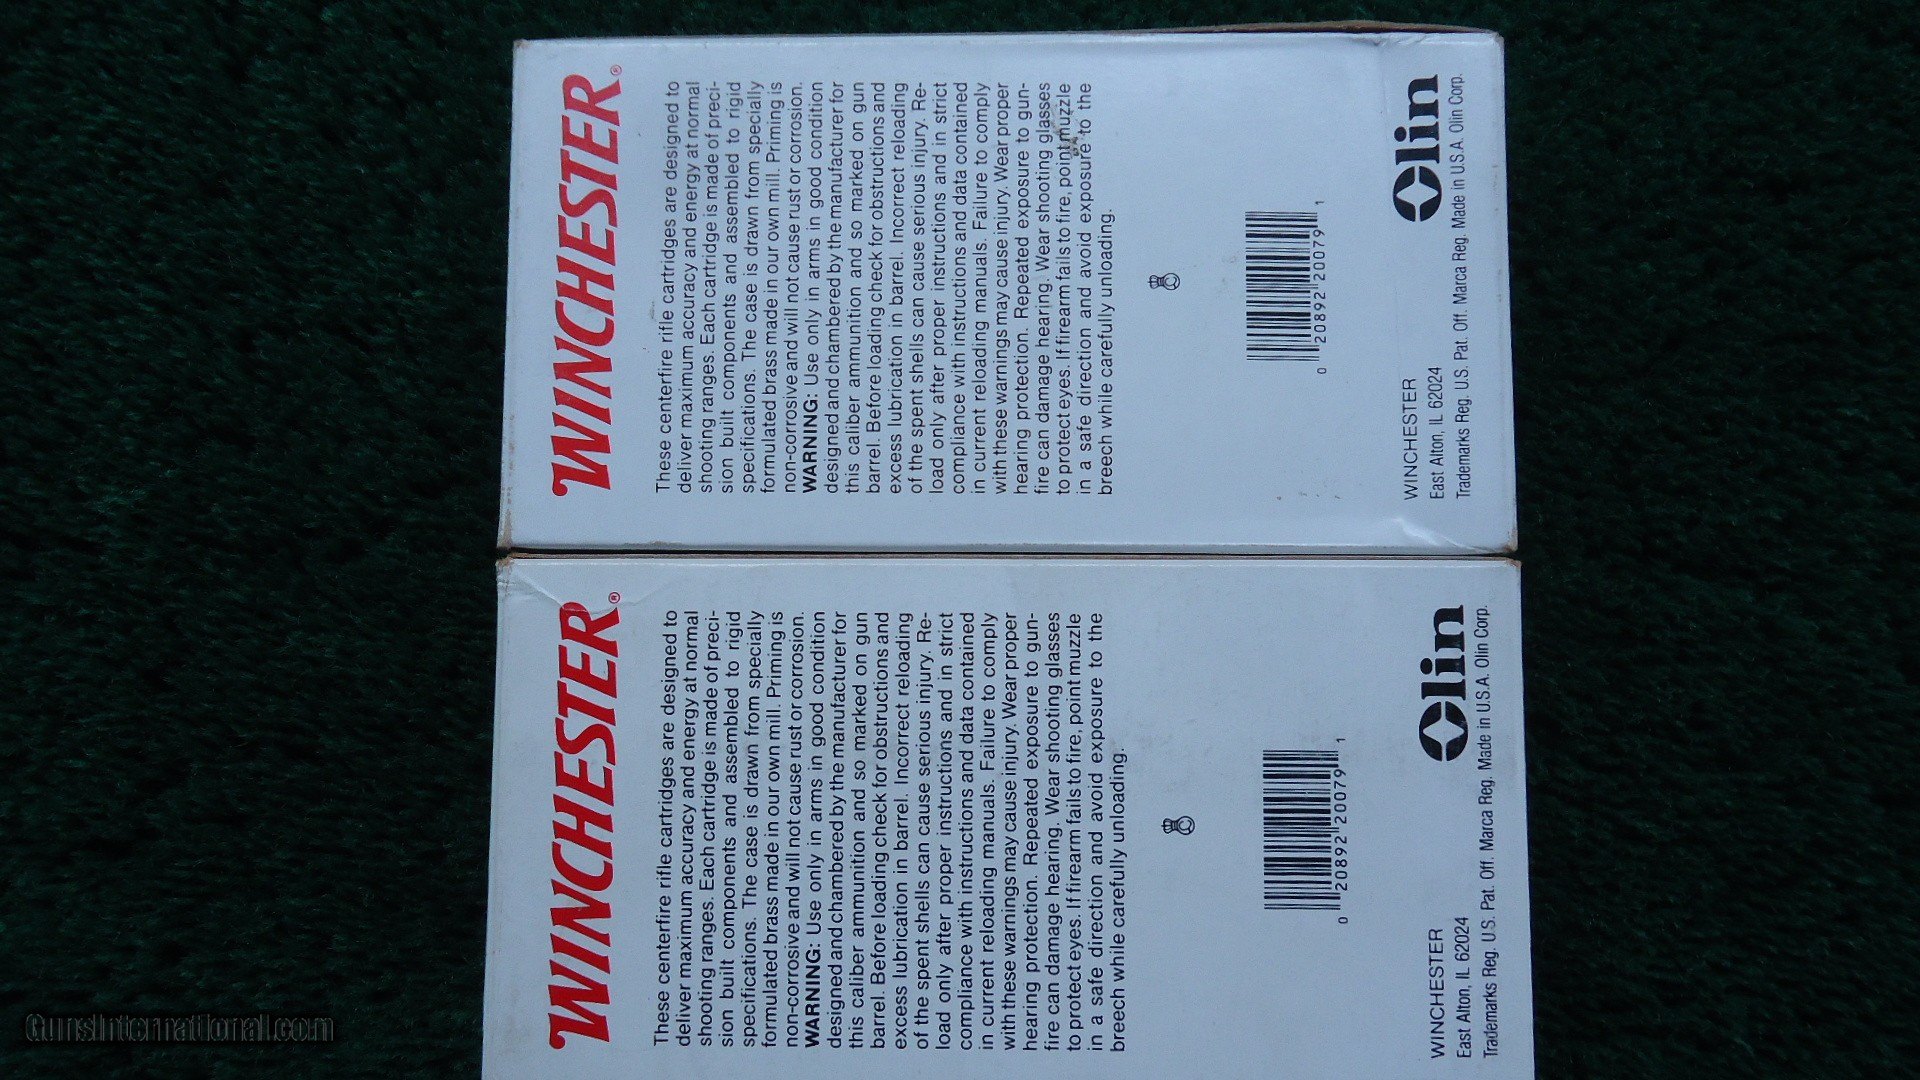 WINCHESTER®
These centerfire rifle cartridges are designed to
deliver maximum accuracy and energy at normal
shooting ranges. Each cartridge is made of preci-
sion built components and assembled to rigid
specifications. The case is drawn from specially
formulated brass made in our own mill. Priming is
non-corrosive and will not cause rust or corrosion.
WARNING: Use only in arms in good condition
designed and chambered by the manufacturer for
this caliber ammunition and so marked on gun
barrel. Before loading check for obstructions and
excess lubrication in barrel. Incorrect reloading
of the spent shells can cause serious injury. Re-
load only after proper instructions and in strict
compliance with instructions and data contained
in current reloading manuals. Failure to comply
with these warnings may cause injury. Wear proper
hearing protection. Repeated exposure to gun-
fire can damage hearing. Wear shooting glasses
to protect eyes. If firearm fails to fire, point muzzle
in a safe direction and avoid exposure to the
breech while carefully unloading.
0 20892 20079 1
WINCHESTER
East Alton, IL 62024
Olin
Trademarks Reg. U.S. Pat. Off. Marca Reg. Made in U.S.A. Olin Corp.
WINCHESTER®
These centerfire rifle cartridges are designed to
deliver maximum accuracy and energy at normal
shooting ranges. Each cartridge is made of preci-
sion built components and assembled to rigid
specifications. The case is drawn from specially
formulated brass made in our own mill. Priming is
non-corrosive and will not cause rust or corrosion.
WARNING: Use only in arms in good condition
designed and chambered by the manufacturer for
this caliber ammunition and so marked on gun
barrel. Before loading check for obstructions and
excess lubrication in barrel. Incorrect reloading
of the spent shells can cause serious injury. Re-
load only after proper instructions and in strict
compliance with instructions and data contained
in current reloading manuals. Failure to comply
with these warnings may cause injury. Wear proper
hearing protection. Repeated exposure to gun-
fire can damage hearing. Wear shooting glasses
to protect eyes. If firearm fails to fire, point muzzle
in a safe direction and avoid exposure to the
breech while carefully unloading.
0 20892 20079 1
WINCHESTER
East Alton, IL 62024
Olin
Trademarks Reg. U.S. Pat. Off. Marca Reg. Made in U.S.A. Olin Corp.
GunsInternational.com